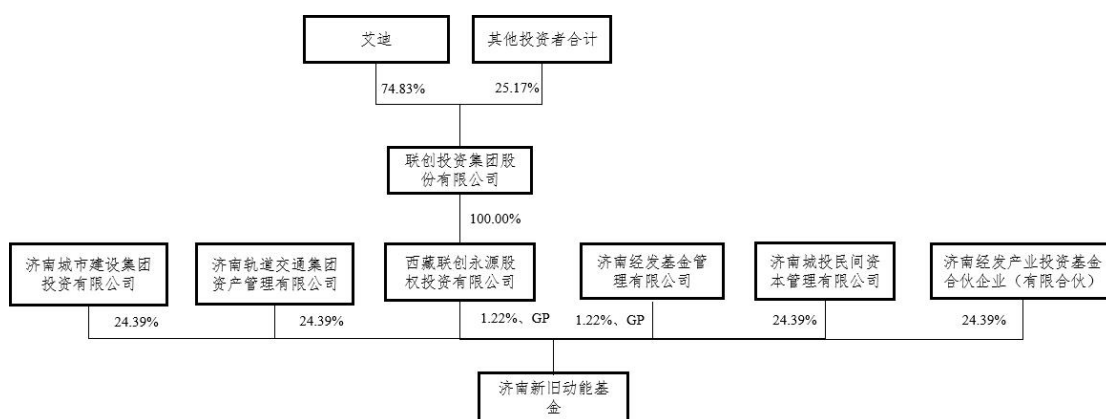 艾迪
其他投资者合计
74.83%
25.17%
联创投资集团股
份有限公司
100.00%
济南城市建设集团
投资有限公司
济南轨道交通集团
资产管理有限公司
西藏联创永源股
权投资有限公司
济南经发基金管
理有限公司
济南城投民间资
本管理有限公司
济南经发产业投资基金
合伙企业（有限合伙）
24.39%
24.39%
1.22%、GP
1.22%、GP
24.39%
24.39%
济南新旧动能基
金